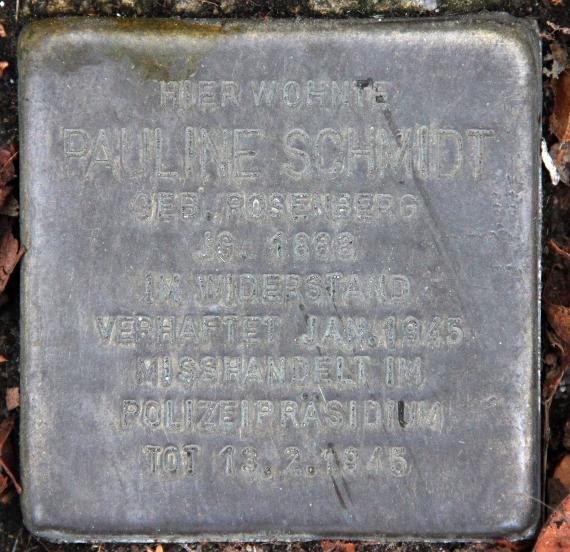 HIER WOHNTE
PAULINE SCHMIDT
GEB. ROSENBERG
JG. 1883
IM WIDERSTAND
VERHAFTET JAN. 1945
MISSHANDELT IM
POLIZEIPRÄSIDIUM
TOT 13.2.1945